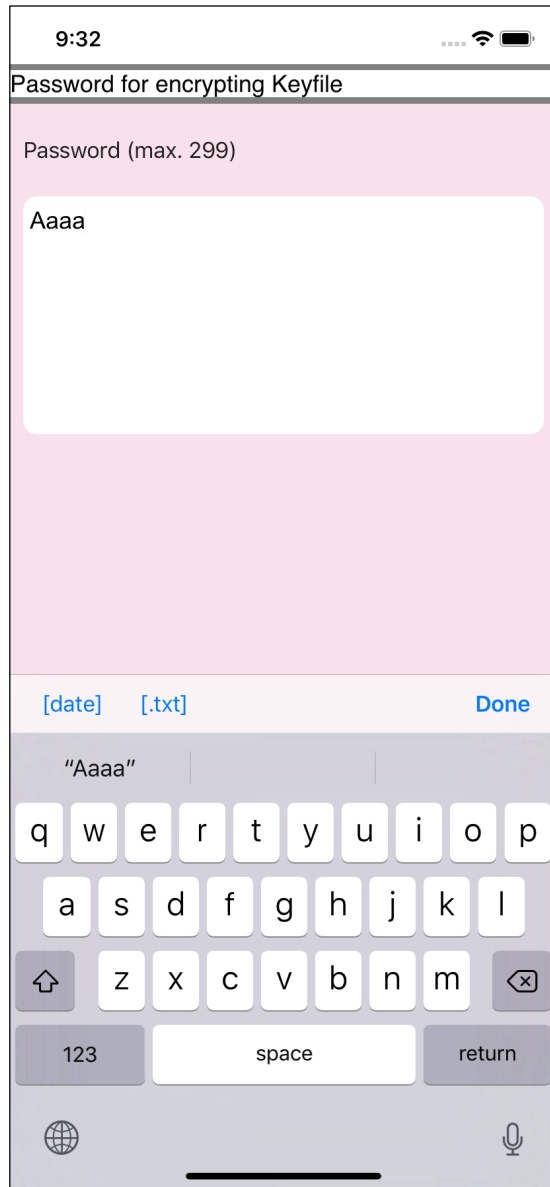 9:32
Password for encrypting Keyfile
Password (max. 299)
Aaaa
[date] [.txt] Done
“Aaaa”
q w e r t y u i o p
a s d f g h j k l
z x c v b n m
123 space return